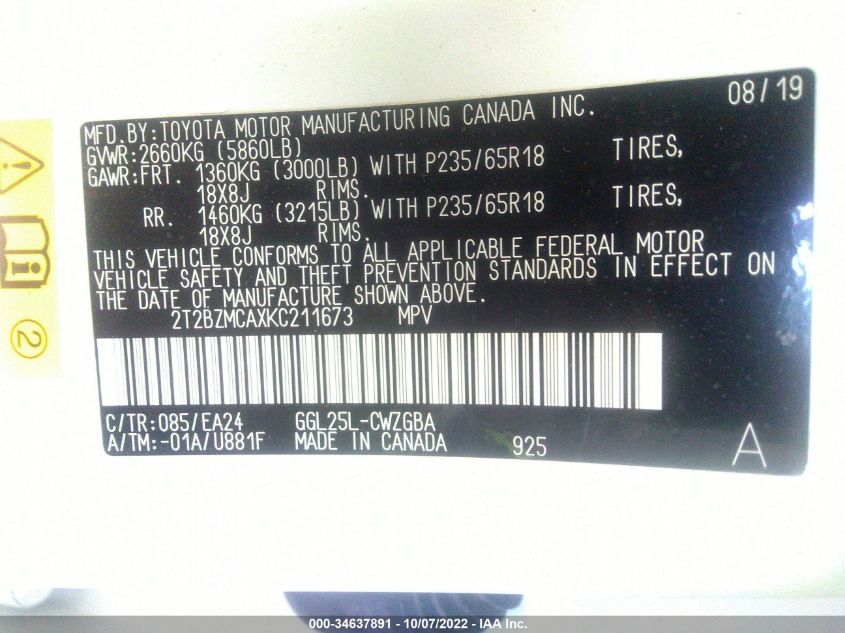 08/19
MFD.BY:TOYOTA MOTOR MANUFACTURING CANADA INC.
GVWR:2660KG (5860LB)
GAWR:FRT. 1360KG (3000LB) WITH P235/65R18 TIRES,
18X8J RIMS.
RR. 1460KG (3215LB) WITH P235/65R18 TIRES,
18X8J RIMS.
THIS VEHICLE CONFORMS TO ALL APPLICABLE FEDERAL MOTOR
VEHICLE SAFETY AND THEFT PREVENTION STANDARDS IN EFFECT ON
THE DATE OF MANUFACTURE SHOWN ABOVE.
2T2BZMCAXKC211673 MPV
C/TR:085/EA24 GGL25L-CWZGBA
A/TM:-01A/U881F MADE IN CANADA 925 A
2
000-34637891 - 10/07/2022 - IAA Inc.